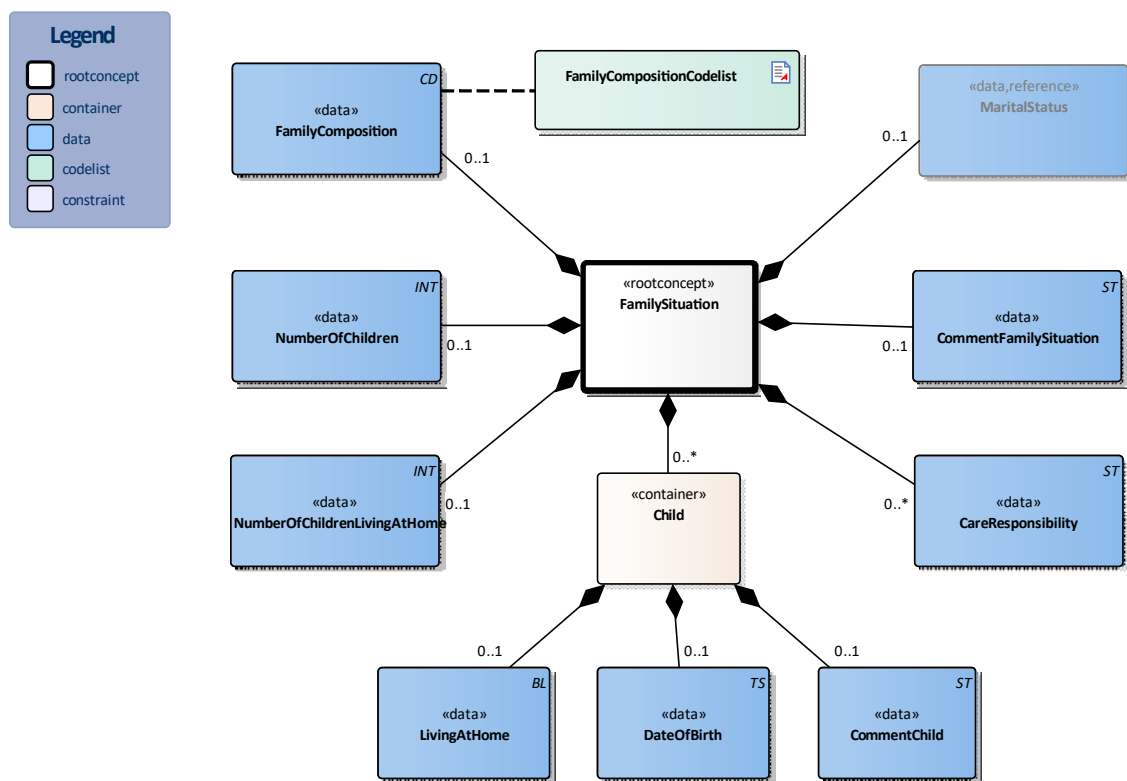 Legend
rootconcept
container
data
codelist
constraint
CD
«data»
FamilyComposition
0..1
FamilyCompositionCodelist
«data,reference»
MaritalStatus
0..1
INT
«data»
NumberOfChildren
0..1
«rootconcept»
FamilySituation
ST
«data»
CommentFamilySituation
0..1
INT
«data»
NumberOfChildrenLivingAtHome
0..1
0..*
«container»
Child
ST
«data»
CareResponsibility
0..*
0..1
BL
«data»
LivingAtHome
0..1
TS
«data»
DateOfBirth
0..1
ST
«data»
CommentChild